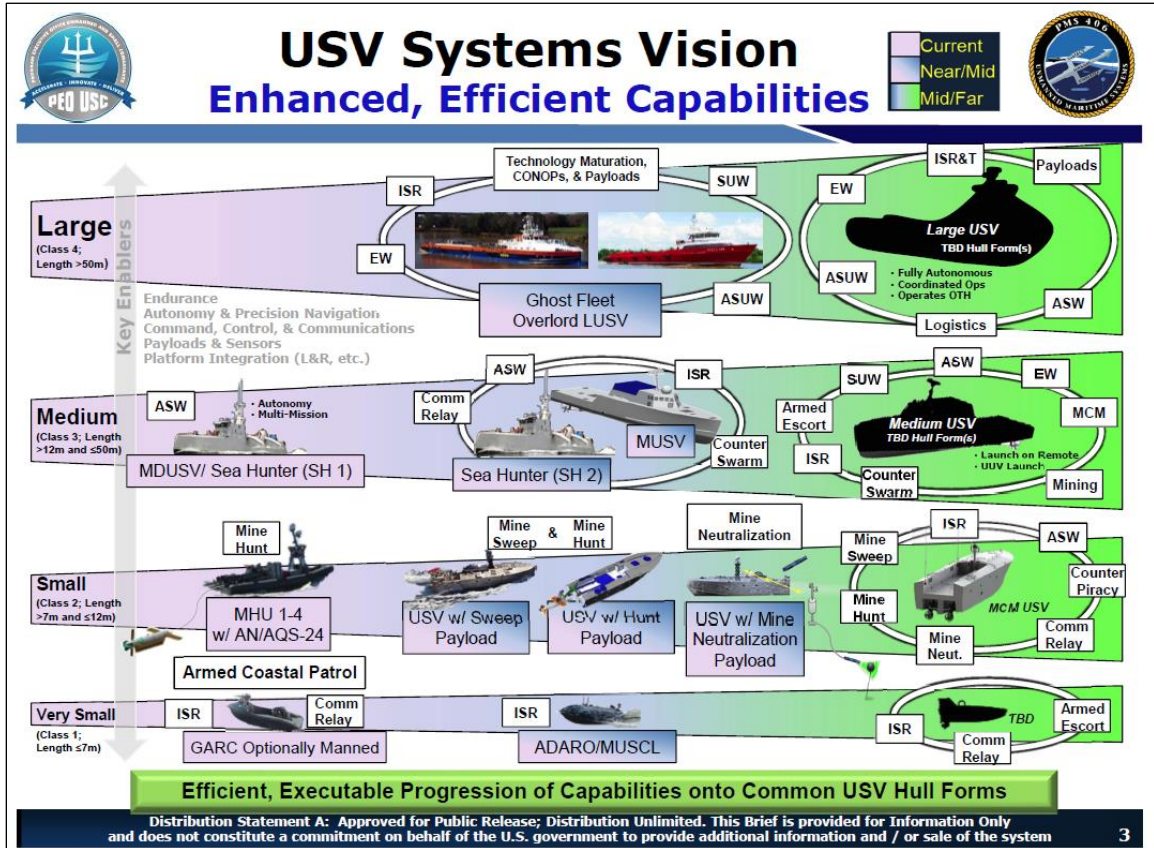 USV Systems Vision
Enhanced, Efficient Capabilities
Current
Near/Mid
Mid/Far
ACCELERATE · INNOVATE · DELIVER
PEO USC
PMS 406
UNMANNED MARITIME SYSTEMS
Key Enablers
Endurance
Autonomy & Precision Navigation
Command, Control, & Communications
Payloads & Sensors
Platform Integration (L&R, etc.)
Large
(Class 4;
Length >50m)
ISR
Technology Maturation,
CONOPs, & Payloads
SUW
EW
Ghost Fleet
Overlord LUSV
ASUW
ISR&T
Payloads
EW
Large USV
TBD Hull Form(s)
ASUW
• Fully Autonomous
• Coordinated Ops
• Operates OTH
ASW
Logistics
Medium
(Class 3; Length
>12m and ≤50m)
ASW
• Autonomy
• Multi-Mission
MDUSV/ Sea Hunter (SH 1)
ASW
ISR
Comm
Relay
MUSV
Counter
Swarm
Sea Hunter (SH 2)
ASW
SUW
EW
Armed
Escort
MCM
Medium USV
TBD Hull Form(s)
ISR
• Launch on Remote
• UUV Launch
Counter
Swarm
Mining
Small
(Class 2; Length
>7m and ≤12m)
Mine
Hunt
MHU 1-4
w/ AN/AQS-24
Mine
Sweep
&
Mine
Hunt
USV w/ Sweep
Payload
USV w/ Hunt
Payload
Mine
Neutralization
USV w/ Mine
Neutralization
Payload
ISR
Mine
Sweep
ASW
Counter
Piracy
Mine
Hunt
MCM USV
Comm
Relay
Mine
Neut.
Armed Coastal Patrol
Very Small
(Class 1;
Length ≤7m)
ISR
Comm
Relay
GARC Optionally Manned
ISR
ADARO/MUSCL
ISR
TBD
Armed
Escort
Comm
Relay
Efficient, Executable Progression of Capabilities onto Common USV Hull Forms
Distribution Statement A: Approved for Public Release; Distribution Unlimited. This Brief is provided for Information Only
and does not constitute a commitment on behalf of the U.S. government to provide additional information and / or sale of the system
3